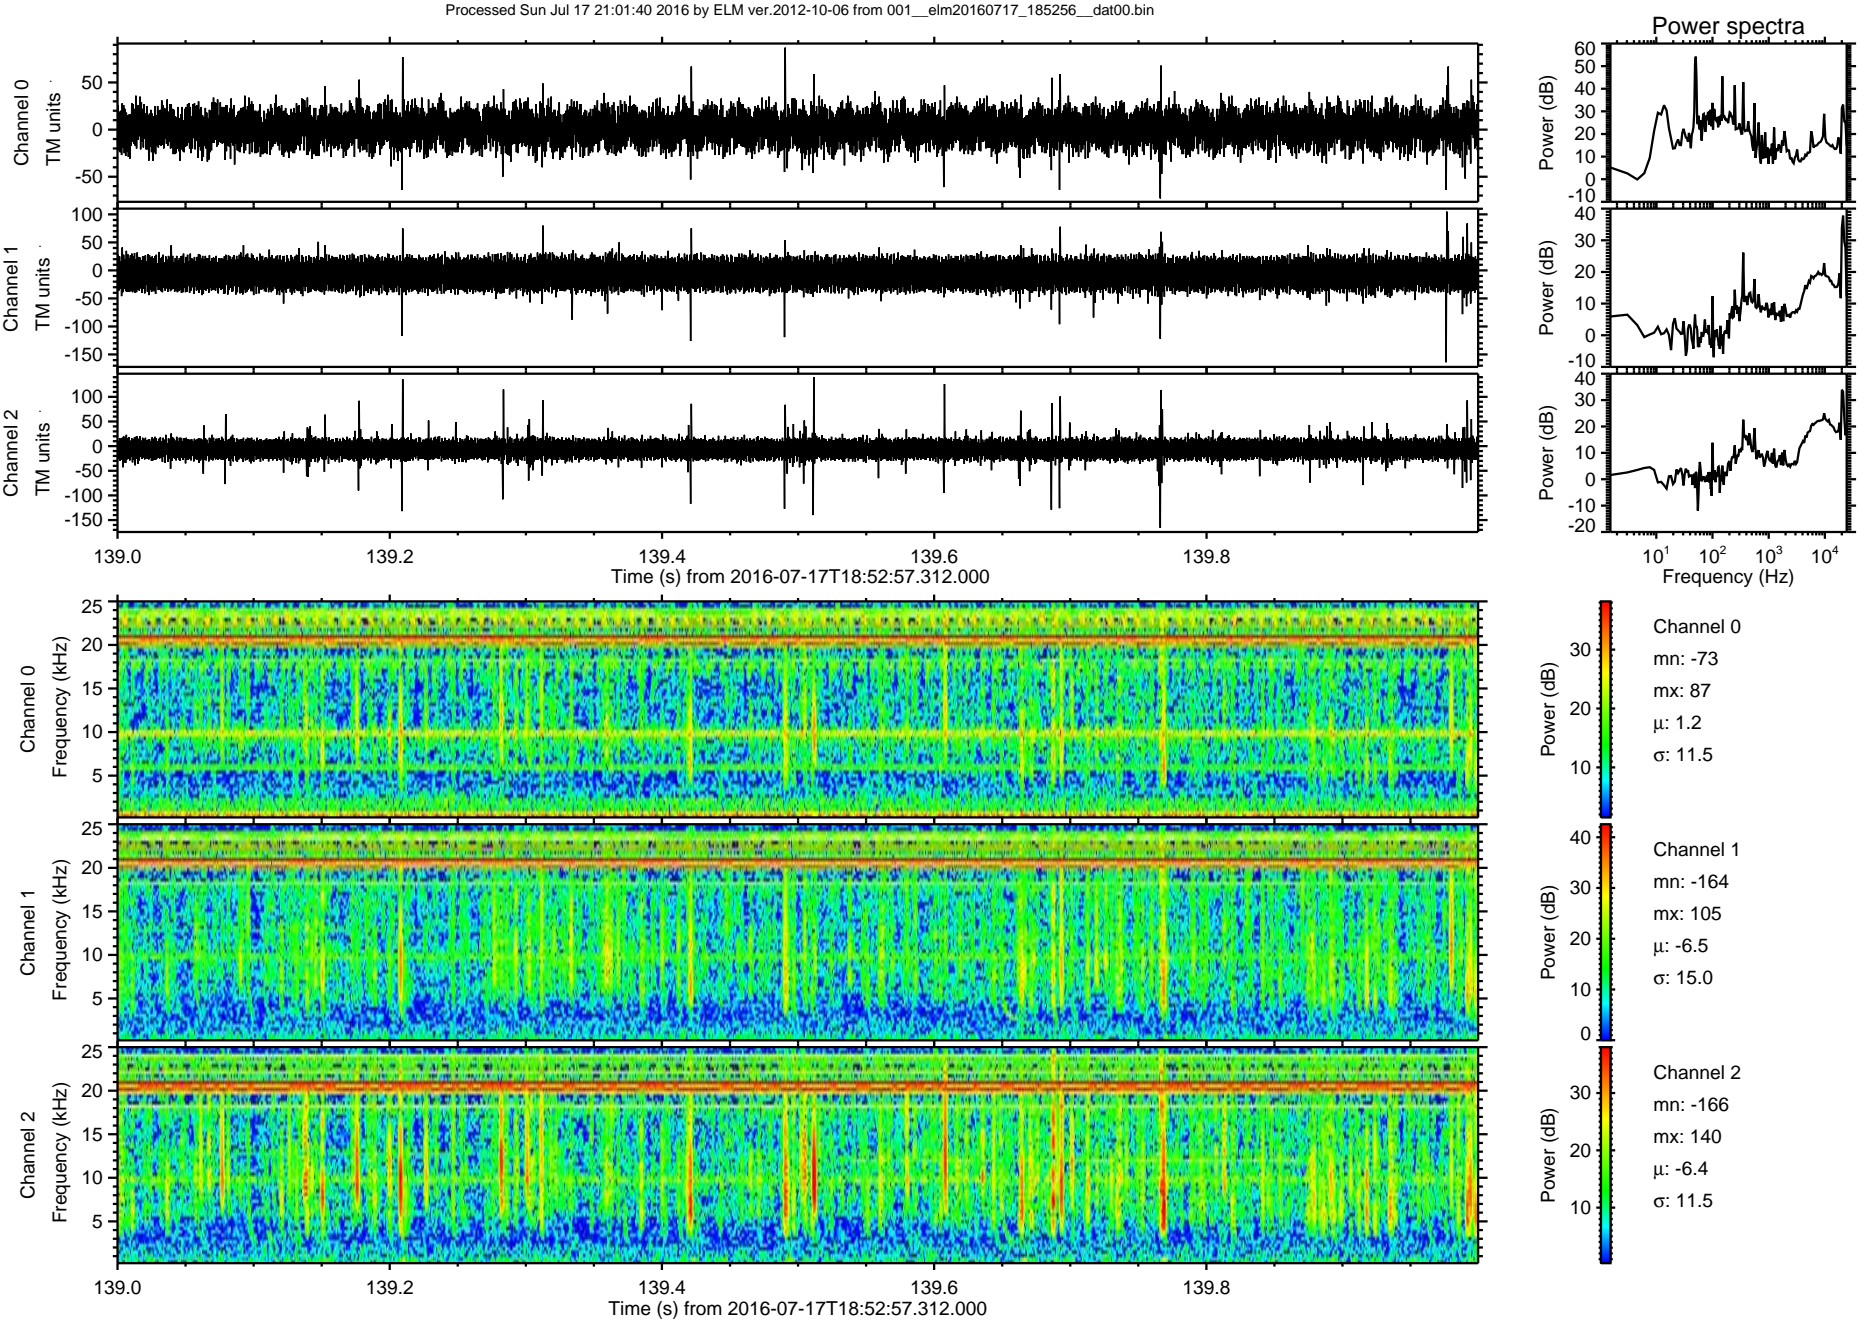 Processed Sun Jul 17 21:01:40 2016 by ELM ver.2012-10-06 from 001__elm20160717_185256__dat00.bin
Power spectra
Channel 0
TM units
50
0
-50
Power (dB)
60
50
40
30
20
10
0
-10
Channel 1
TM units
100
50
0
-50
-100
-150
Power (dB)
40
30
20
10
0
-10
Channel 2
TM units
100
50
0
-50
-100
-150
Power (dB)
40
30
20
10
0
-10
-20
139.0 139.2 139.4 139.6 139.8
Time (s) from 2016-07-17T18:52:57.312.000
10^1 10^2 10^3 10^4
Frequency (Hz)
Channel 0
Frequency (kHz)
25
20
15
10
5
Power (dB)
30
20
10
Channel 0
mn: -73
mx: 87
μ: 1.2
σ: 11.5
Channel 1
Frequency (kHz)
25
20
15
10
5
Power (dB)
40
30
20
10
0
Channel 1
mn: -164
mx: 105
μ: -6.5
σ: 15.0
Channel 2
Frequency (kHz)
25
20
15
10
5
Power (dB)
30
20
10
Channel 2
mn: -166
mx: 140
μ: -6.4
σ: 11.5
139.0 139.2 139.4 139.6 139.8
Time (s) from 2016-07-17T18:52:57.312.000